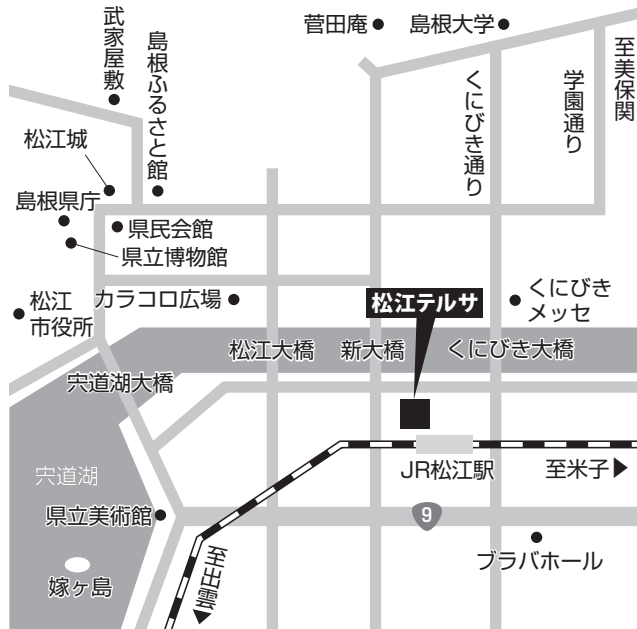 菅田庵
島根大学
武家屋敷
島根ふるさと館
くにびき通り
学園通り
至美保関
松江城
島根県庁
県民会館
県立博物館
松江
市役所
カラコロ広場
松江テルサ
くにびき
メッセ
松江大橋
新大橋
くにびき大橋
宍道湖大橋
宍道湖
JR松江駅
至米子
県立美術館
9
プラバホール
嫁ヶ島
至出雲